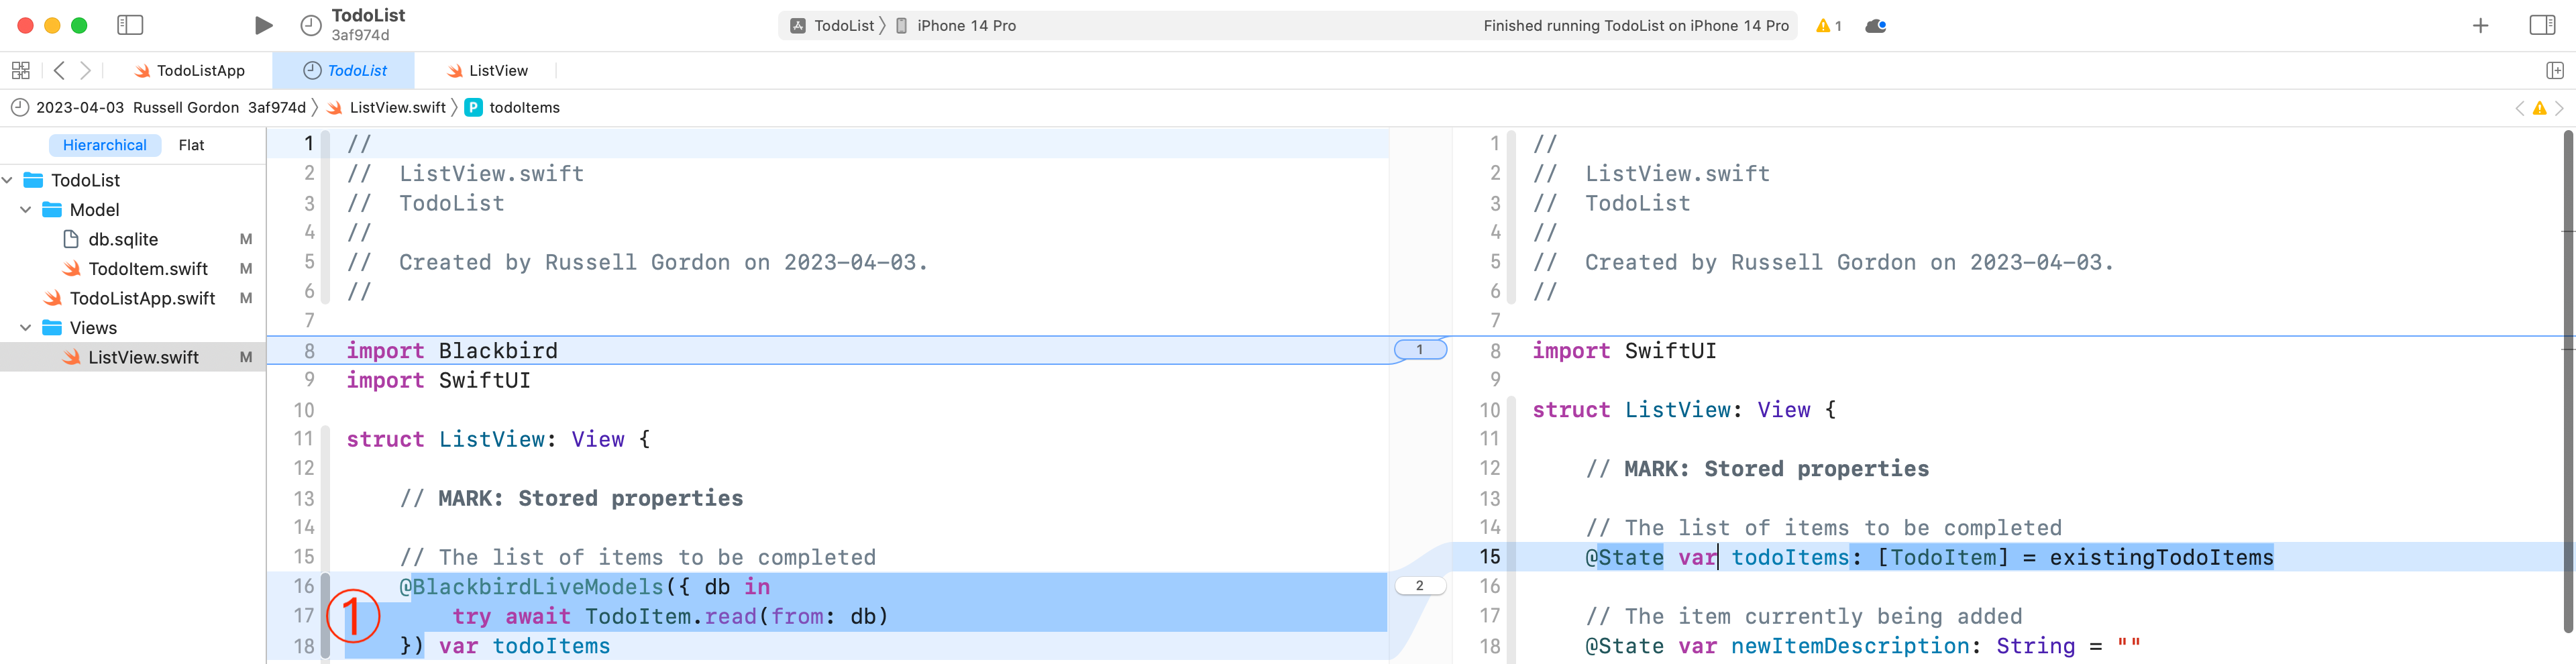 TodoList
3af974d
TodoList 〉 iPhone 14 Pro
Finished running TodoList on iPhone 14 Pro
1
TodoListApp
TodoList
ListView
2023-04-03 Russell Gordon 3af974d 〉 ListView.swift 〉 P todoItems
Hierarchical Flat
TodoList
Model
db.sqlite M
TodoItem.swift M
TodoListApp.swift M
Views
ListView.swift M
1 //
2 //  ListView.swift
3 //  TodoList
4 //
5 //  Created by Russell Gordon on 2023-04-03.
6 //
7
8 import Blackbird
9 import SwiftUI
10
11 struct ListView: View {
12
13     // MARK: Stored properties
14
15     // The list of items to be completed
16     @BlackbirdLiveModels({ db in
17         try await TodoItem.read(from: db)
18     }) var todoItems
1
1
2
1 //
2 //  ListView.swift
3 //  TodoList
4 //
5 //  Created by Russell Gordon on 2023-04-03.
6 //
7
8 import SwiftUI
9
10 struct ListView: View {
11
12     // MARK: Stored properties
13
14     // The list of items to be completed
15     @State var todoItems: [TodoItem] = existingTodoItems
16
17     // The item currently being added
18     @State var newItemDescription: String = ""